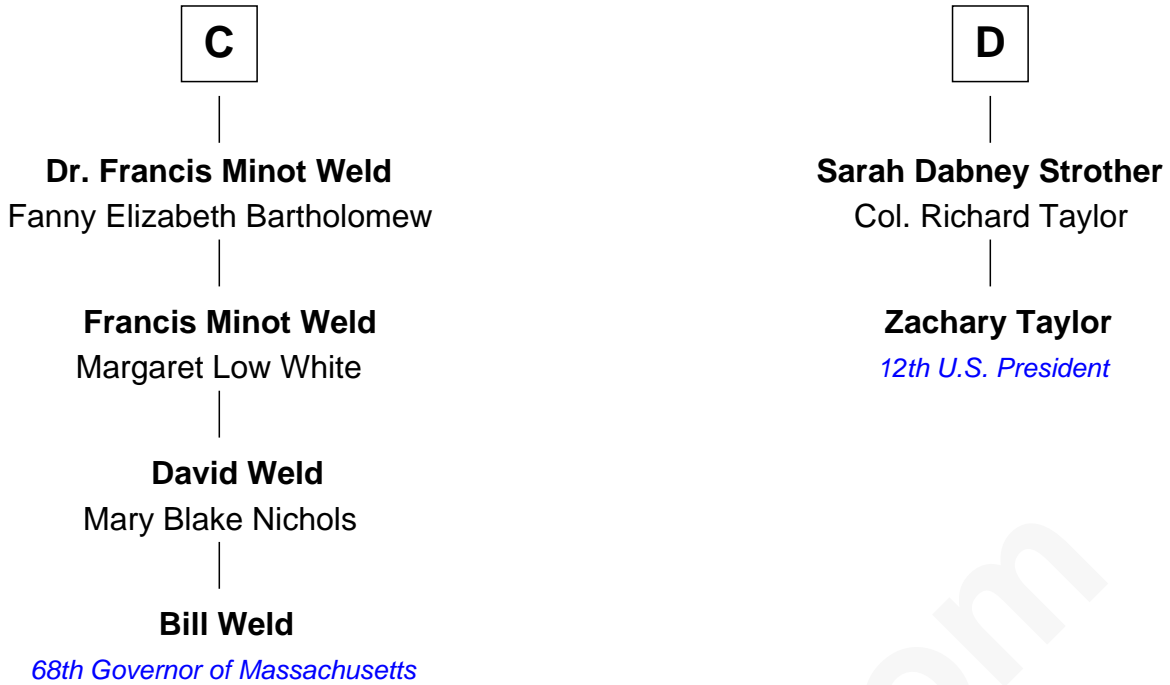 C
Dr. Francis Minot Weld
Fanny Elizabeth Bartholomew
Francis Minot Weld
Margaret Low White
David Weld
Mary Blake Nichols
Bill Weld
68th Governor of Massachusetts
D
Sarah Dabney Strother
Col. Richard Taylor
Zachary Taylor
12th U.S. President
om